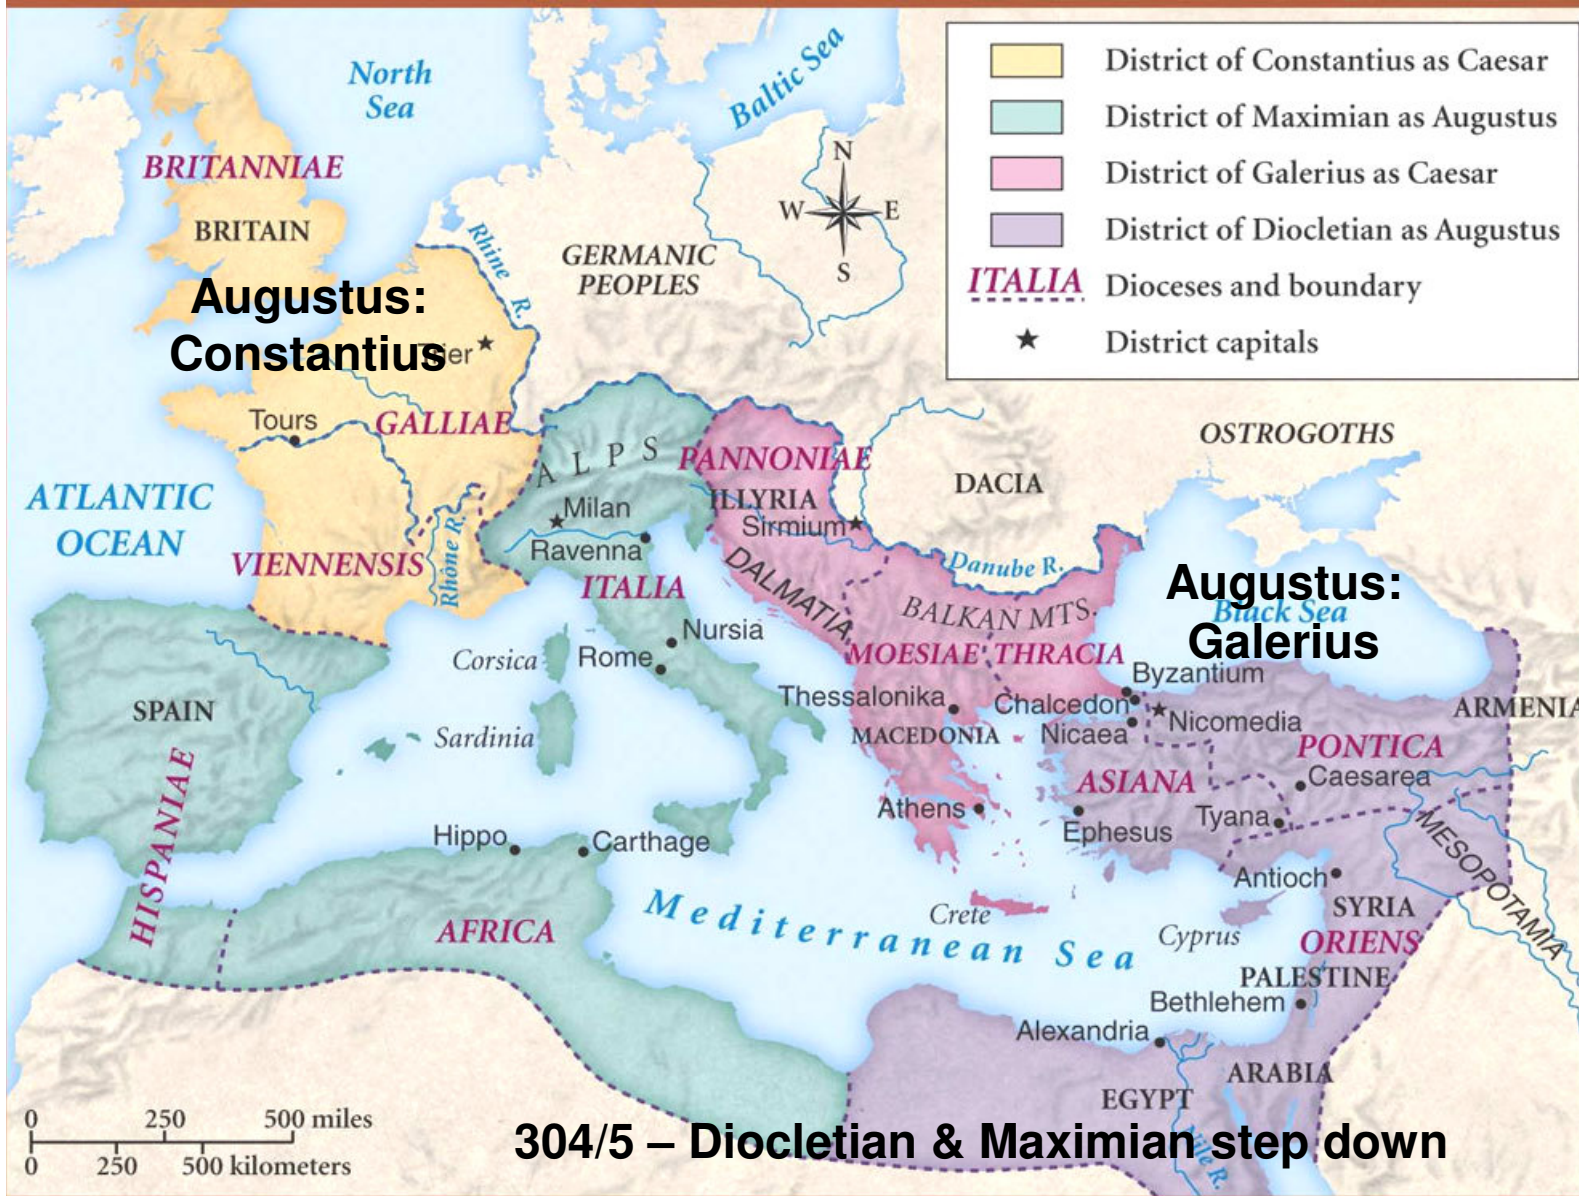 North
Sea
Baltic Sea
District of Constantius as Caesar
District of Maximian as Augustus
District of Galerius as Caesar
District of Diocletian as Augustus
ITALIA Dioceses and boundary
District capitals
N
W E
S
BRITANNIAE
BRITAIN
Rhine R.
GERMANIC
PEOPLES
Augustus:
Constantius
Trier
Tours
GALLIAE
ALPS
PANNONIAE
ILLYRIA
DACIA
OSTROGOTHS
ATLANTIC
OCEAN
Milan
Sirmium
Ravenna
VIENNENSIS
Rhône R.
ITALIA
DALMATIA
Danube R.
BALKAN MTS.
Augustus:
Galerius
Black Sea
Nursia
Corsica
Rome
MOESIAE
THRACIA
Byzantium
SPAIN
Thessalonika
Chalcedon
Nicomedia
ARMENIA
Sardinia
MACEDONIA
Nicaea
PONTICA
HISPANIAE
ASIANA
Caesarea
Athens
Ephesus
Tyana
Hippo
Carthage
MESOPOTAMIA
Antioch
AFRICA
Mediterranean Sea
Crete
Cyprus
SYRIA
ORIENS
PALESTINE
Bethlehem
Alexandria
ARABIA
EGYPT
Nile R.
0 250 500 miles
0 250 500 kilometers
304/5 – Diocletian & Maximian step down